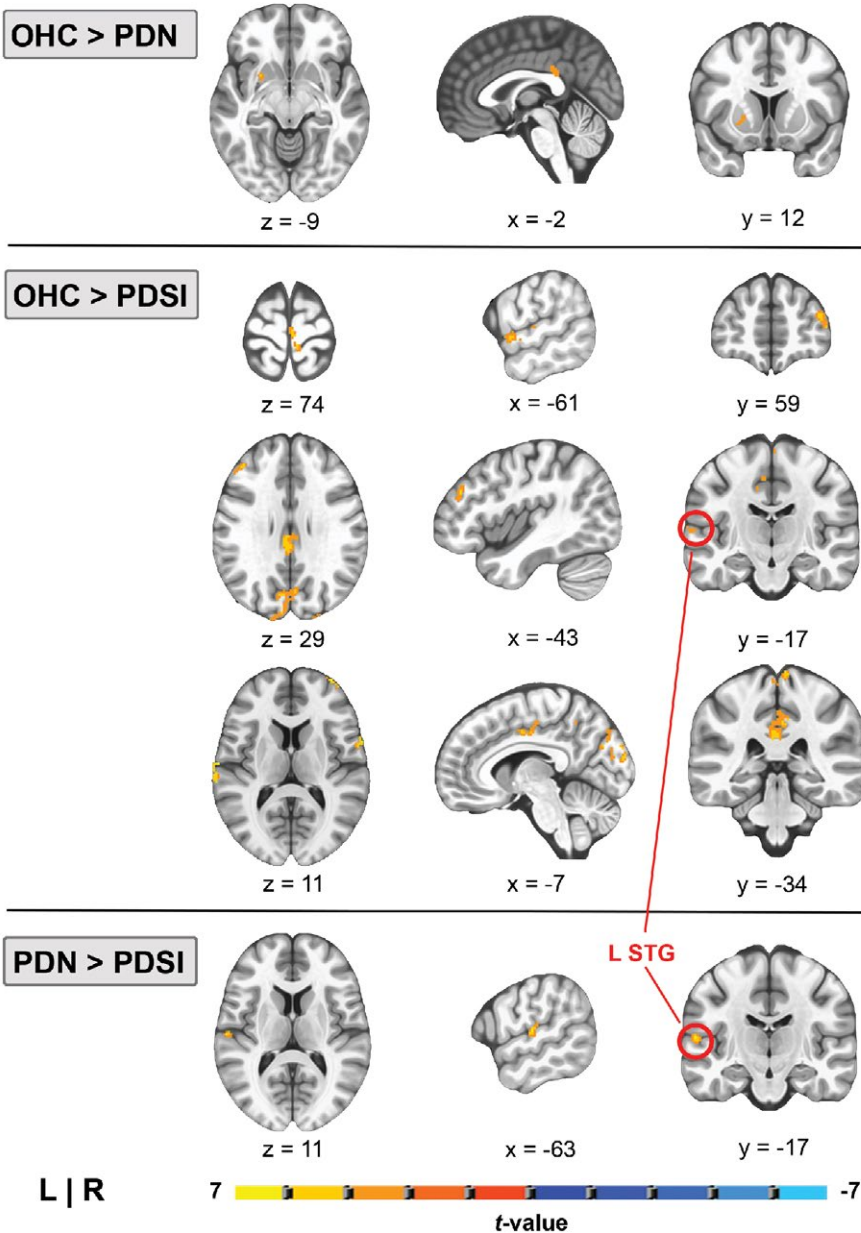 OHC > PDN
z = -9
x = -2
y = 12
OHC > PDSI
z = 74
x = -61
y = 59
z = 29
x = -43
y = -17
z = 11
x = -7
y = -34
L STG
PDN > PDSI
z = 11
x = -63
y = -17
L | R
7
-7
t-value